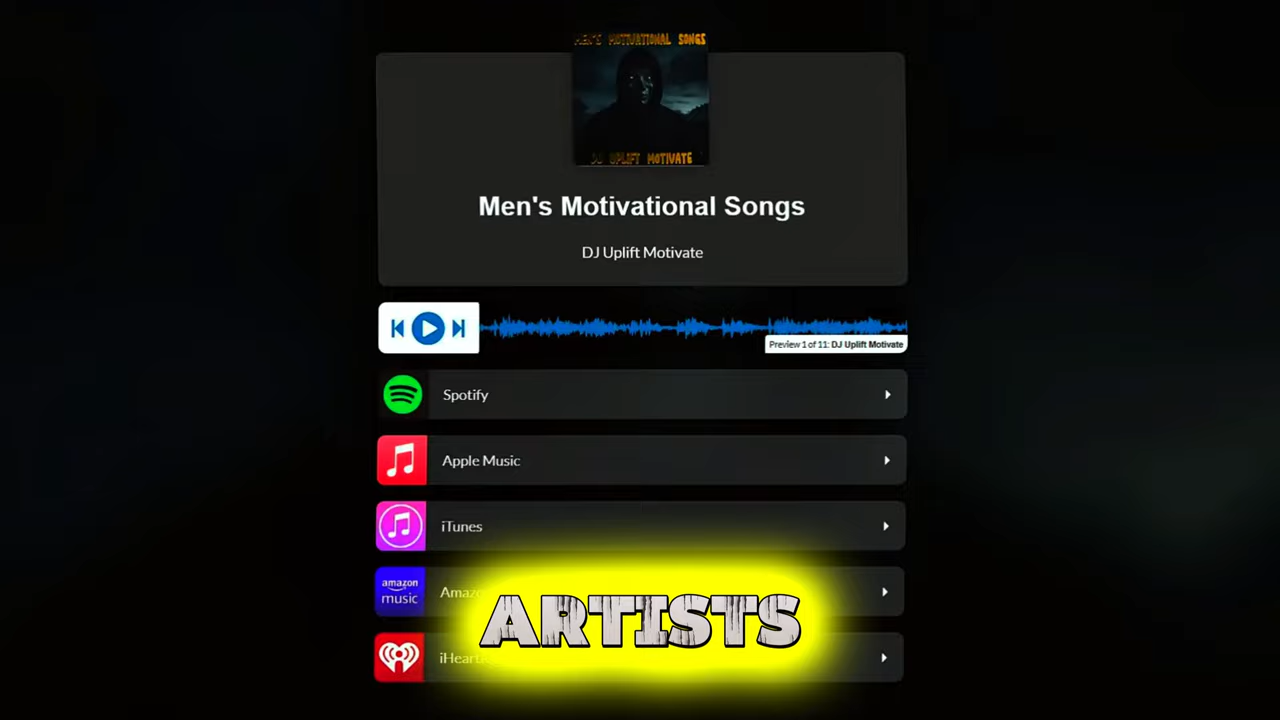 MEN'S MOTIVATIONAL SONGS
DJ UPLIFT MOTIVATE
Men's Motivational Songs
DJ Uplift Motivate
Preview 1 of 11: DJ Uplift Motivate
Spotify
Apple Music
iTunes
amazon
music
ARTISTS